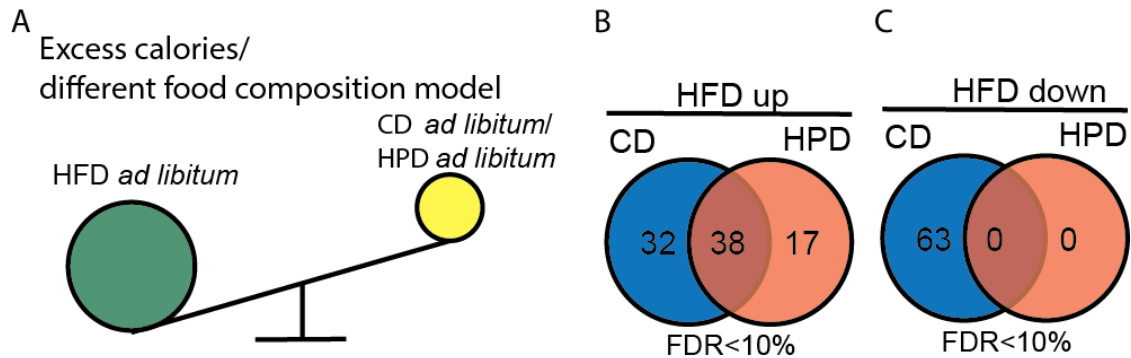 A
Excess calories/
different food composition model
CD ad libitum/
HPD ad libitum
HFD ad libitum
B
HFD up
CD
HPD
32
38
17
FDR<10%
C
HFD down
CD
HPD
63
0
0
FDR<10%